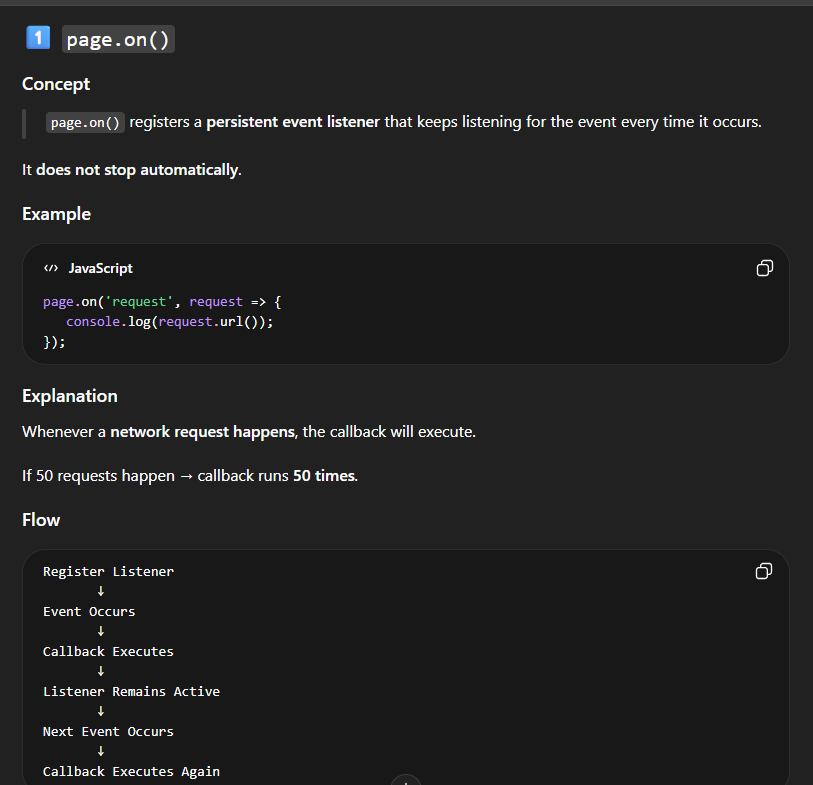 1 page.on()
Concept
page.on() registers a persistent event listener that keeps listening for the event every time it occurs.
It does not stop automatically.
Example
</> JavaScript
page.on('request', request => {
   console.log(request.url());
});
Explanation
Whenever a network request happens, the callback will execute.
If 50 requests happen → callback runs 50 times.
Flow
Register Listener
↓
Event Occurs
↓
Callback Executes
↓
Listener Remains Active
↓
Next Event Occurs
↓
Callback Executes Again